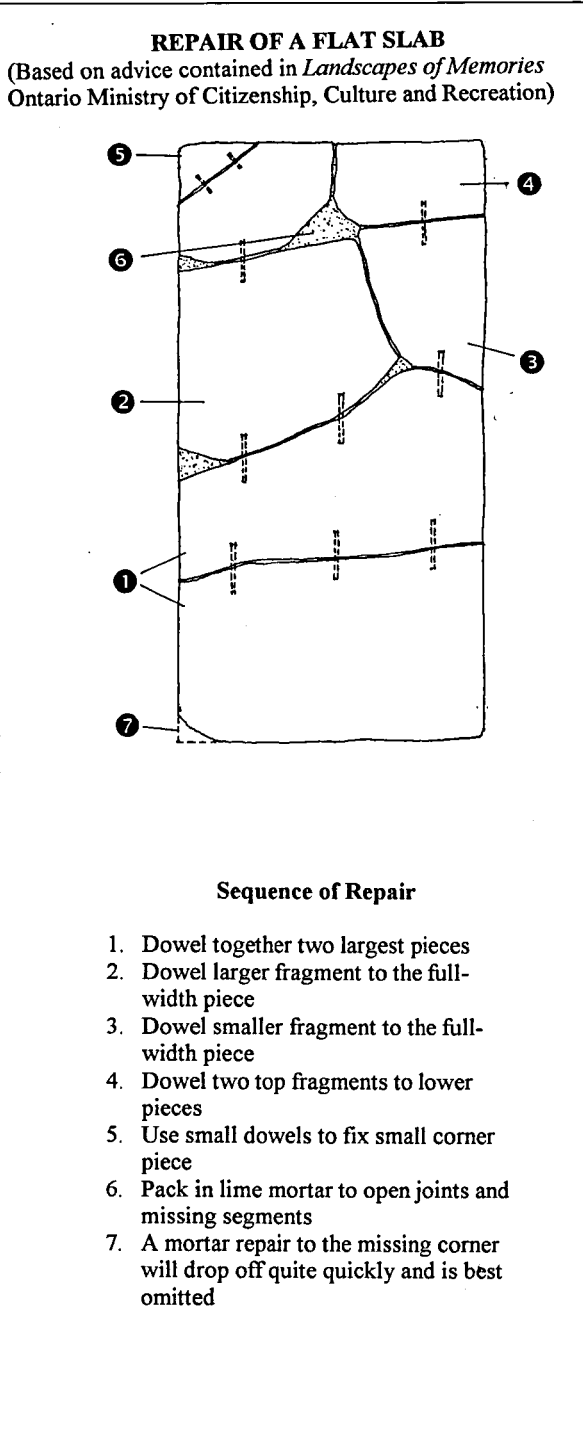 REPAIR OF A FLAT SLAB
(Based on advice contained in Landscapes of Memories
Ontario Ministry of Citizenship, Culture and Recreation)
5
4
6
3
2
1
7
Sequence of Repair
1. Dowel together two largest pieces
2. Dowel larger fragment to the full-
width piece
3. Dowel smaller fragment to the full-
width piece
4. Dowel two top fragments to lower
pieces
5. Use small dowels to fix small corner
piece
6. Pack in lime mortar to open joints and
missing segments
7. A mortar repair to the missing corner
will drop off quite quickly and is best
omitted